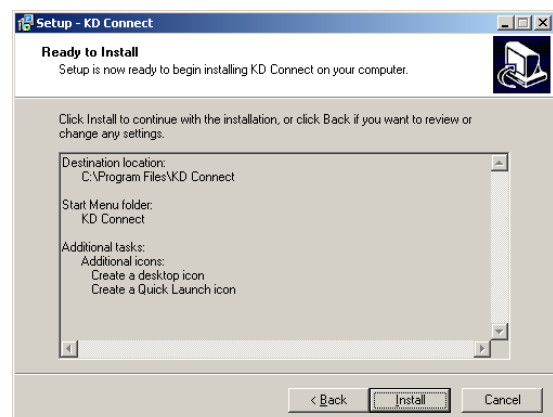 Setup - KD Connect
Ready to Install
Setup is now ready to begin installing KD Connect on your computer.
Click Install to continue with the installation, or click Back if you want to review or
change any settings.
Destination location:
C:\Program Files\KD Connect
Start Menu folder:
KD Connect
Additional tasks:
Additional icons:
Create a desktop icon
Create a Quick Launch icon
< Back
Install
Cancel